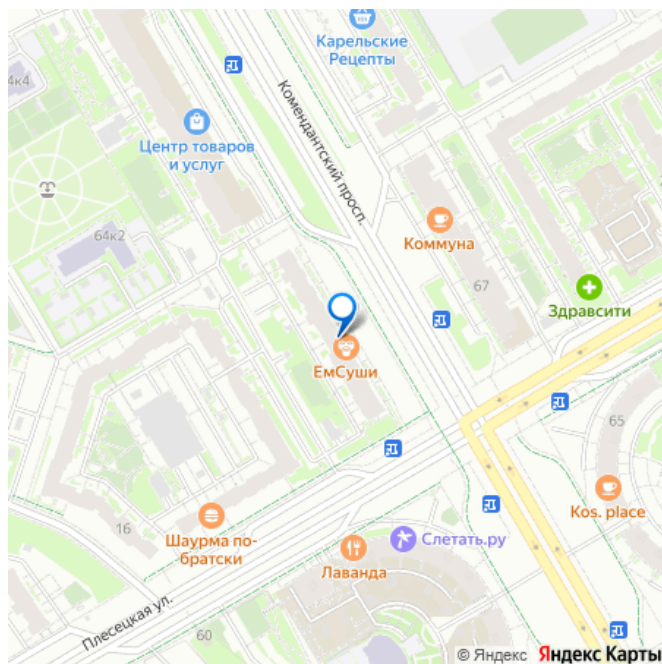 Карельские
Рецепты
4к4
Комендантский просп.
Центр товаров
и услуг
Коммуна
64к2
67
Здравсити
ЕмСуши
65
Kos. place
16
Шаурма по-
братски
Слетать.ру
Лаванда
Плесецкая ул.
60
© Яндекс Яндекс Карты